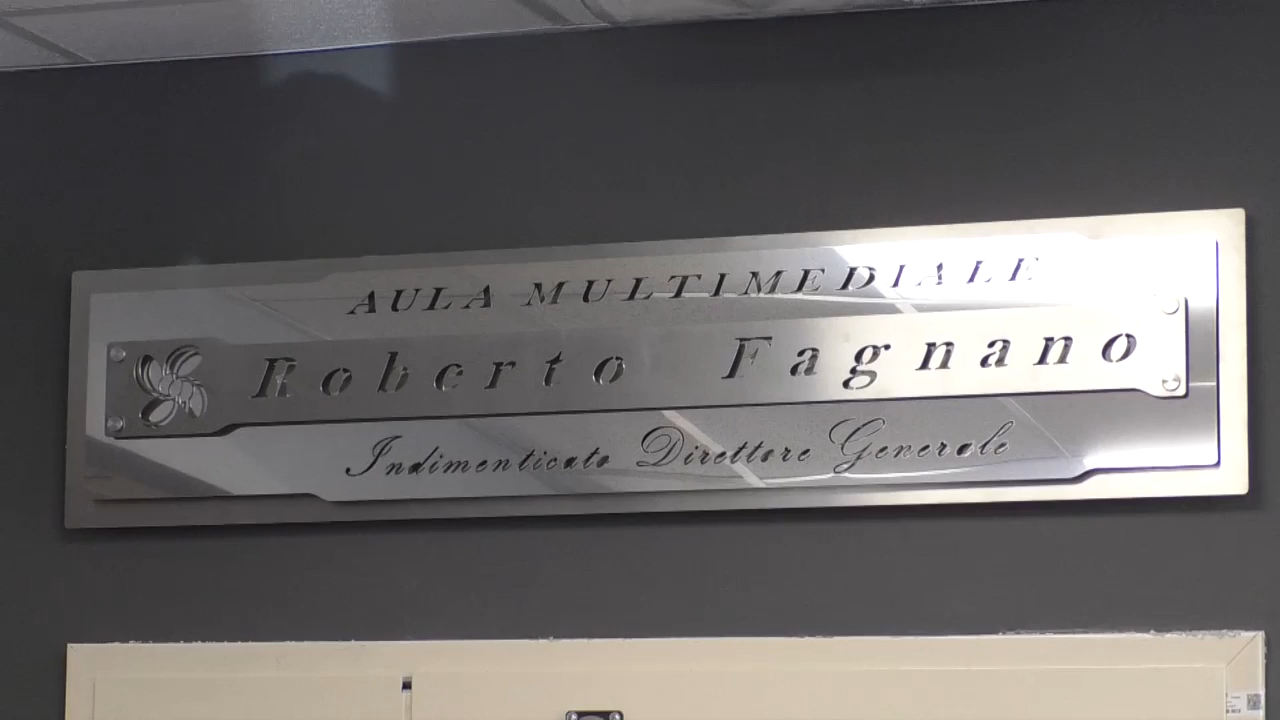 AULA MULTIMEDIALE
Roberto Fagnano
Indimenticato Direttore Generale